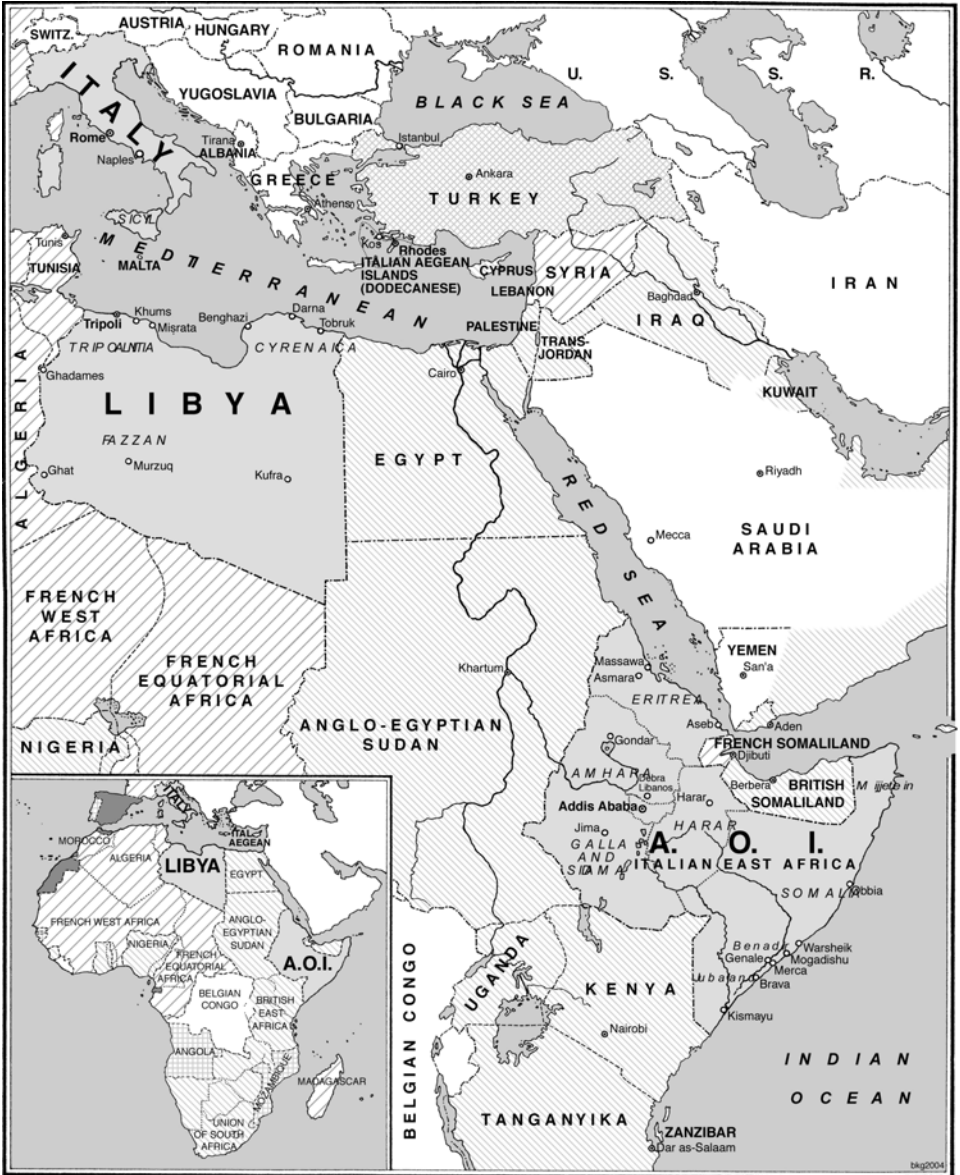 SWITZ.
AUSTRIA
HUNGARY
ROMANIA
U. S. S. R.
ITALY
YUGOSLAVIA
BLACK SEA
BULGARIA
Rome
Naples
Tirana
ALBANIA
Istanbul
GREECE
Ankara
TURKEY
Athens
SICILY
Tunis
TUNISIA
MALTA
MEDITERRANEAN
Kos
Rhodes
ITALIAN AEGEAN
ISLANDS
(DODECANESE)
CYPRUS
SYRIA
LEBANON
IRAN
Baghdad
IRAQ
PALESTINE
TRANS-
JORDAN
KUWAIT
Tripoli
Khums
Misrata
Benghazi
Darna
Tobruk
CYRENAICA
Cairo
Ghadames
ALGERIA
LIBYA
FAZZAN
Murzuq
Ghat
Kufra
EGYPT
RED SEA
Riyadh
Mecca
SAUDI
ARABIA
FRENCH
WEST
AFRICA
FRENCH
EQUATORIAL
AFRICA
NIGERIA
Khartum
ANGLO-EGYPTIAN
SUDAN
YEMEN
San'a
Massawa
Asmara
ERITREA
Aseb
Aden
Gondar
FRENCH SOMALILAND
Djibuti
AMHARA
Debra
Libanos
Berbera
BRITISH
SOMALILAND
Addis Ababa
Harar
HARAR
Jima
GALLA
AND
SIDAMA
A. O. I.
ITALIAN EAST AFRICA
SOMALIA
Obbia
Benadir
Warsheik
Genale
Mogadishu
Merca
Brava
Kismayu
UGANDA
KENYA
Nairobi
BELGIAN CONGO
TANGANYIKA
ZANZIBAR
Dar as-Salaam
INDIAN
OCEAN
bkg2004
ITALY
ITAL.
AEGEAN
MOROCCO
ALGERIA
LIBYA
EGYPT
FRENCH WEST AFRICA
ANGLO-
EGYPTIAN
SUDAN
NIGERIA
FRENCH
EQUATORIAL
AFRICA
A.O.I.
BELGIAN
CONGO
BRITISH
EAST
AFRICA
ANGOLA
MOZAMBIQUE
MADAGASCAR
UNION
OF SOUTH
AFRICA